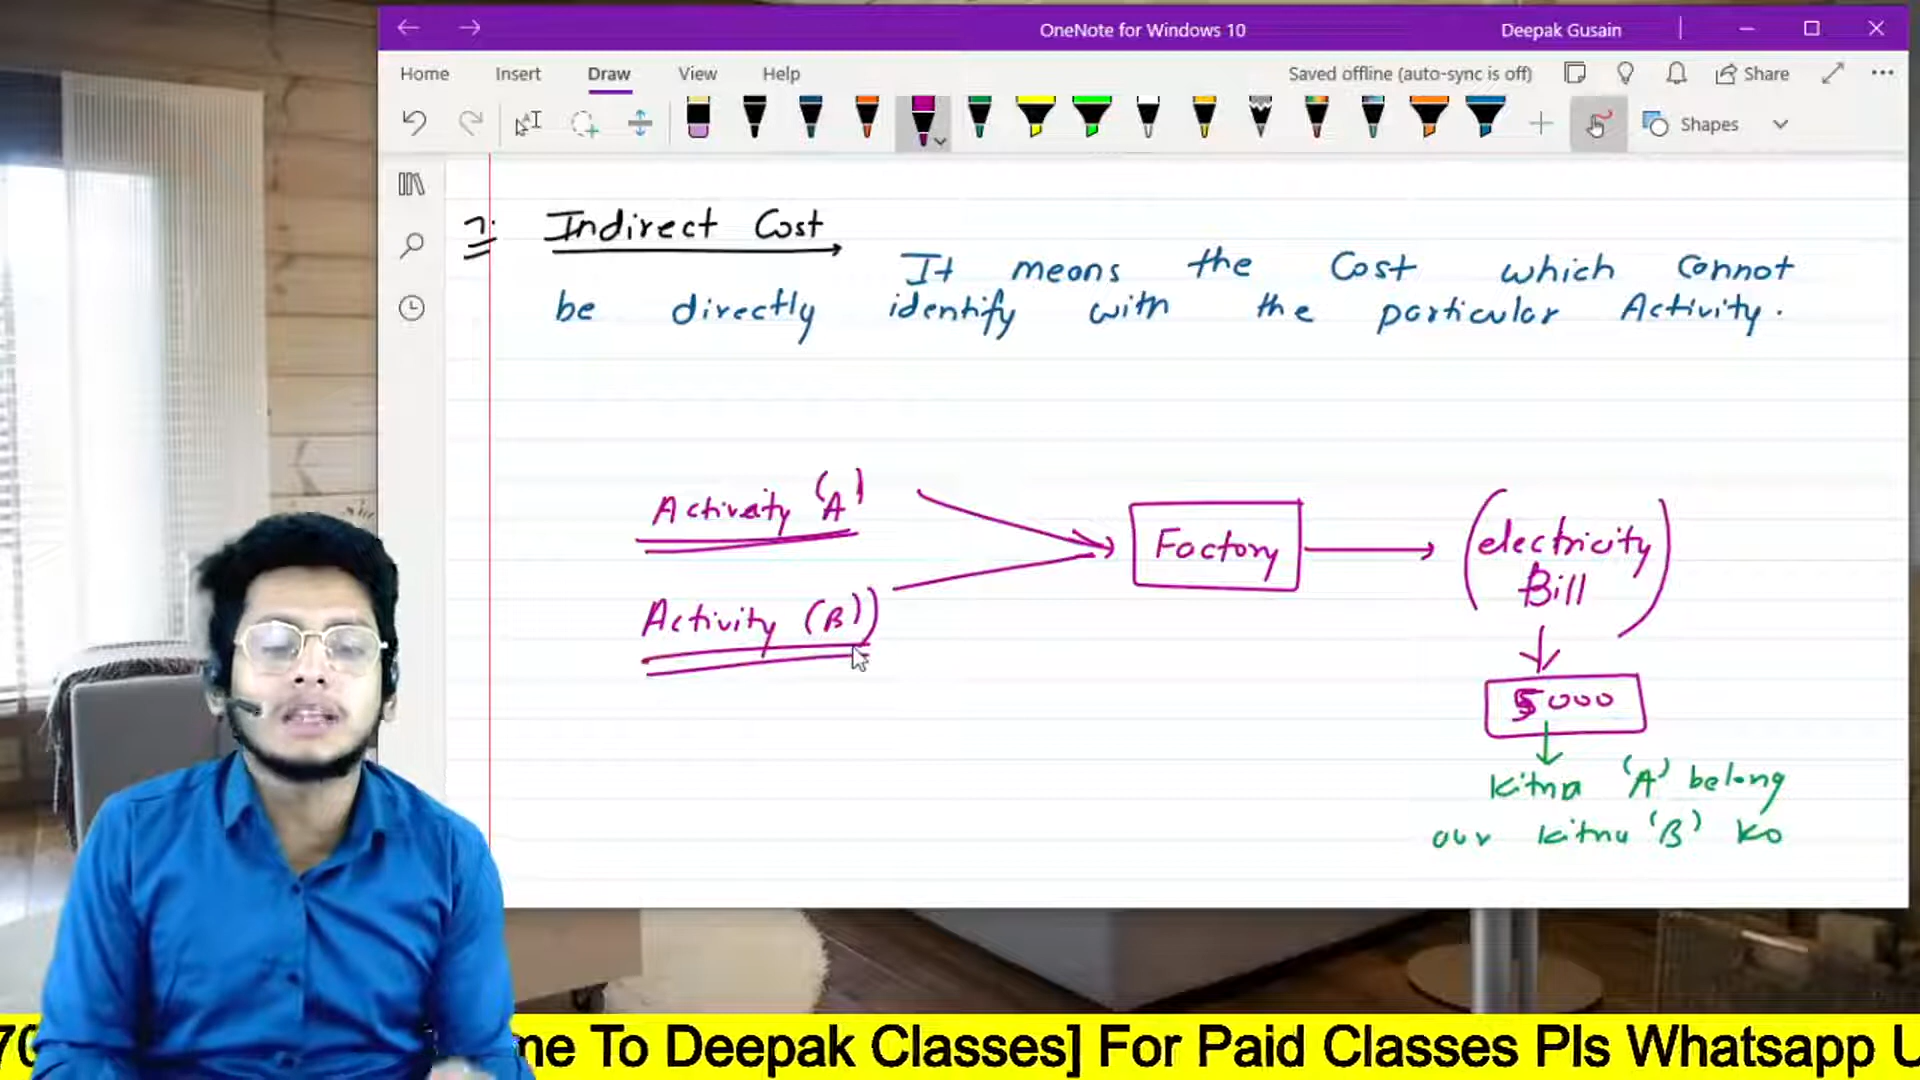 OneNote for Windows 10
Deepak Gusain
Home Insert Draw View Help
Saved offline (auto-sync is off)
Share
Shapes
7. Indirect Cost
It means the Cost which cannot
be directly identify with the particular Activity.
Activity (A)
Activity (B))
Factory
(electricity
Bill)
5000
Kitna 'A' belong
aur kitna 'B' Ko
me To Deepak Classes] For Paid Classes Pls Whatsapp U